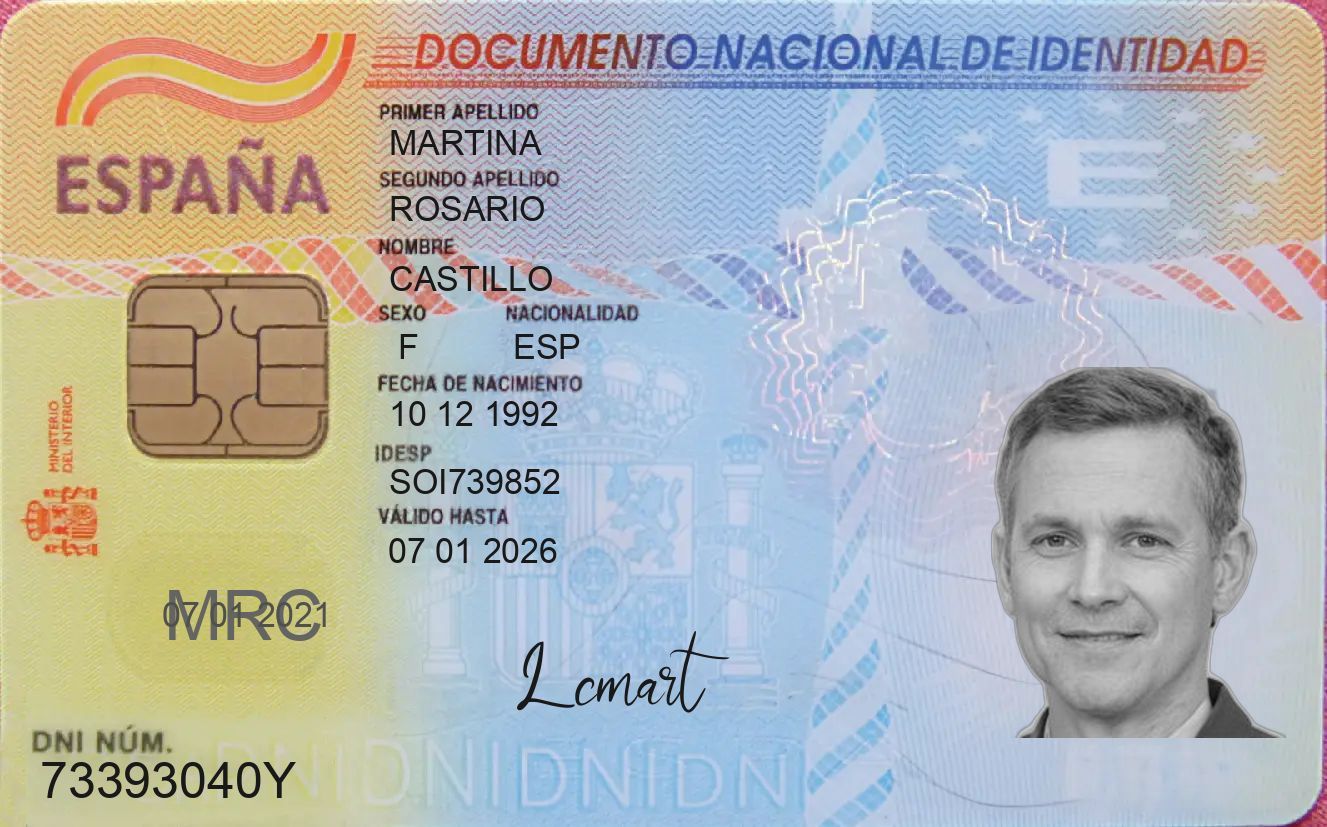 DOCUMENTO NACIONAL DE IDENTIDAD
ESPAÑA
E
PRIMER APELLIDO
MARTINA
SEGUNDO APELLIDO
ROSARIO
NOMBRE
CASTILLO
SEXO NACIONALIDAD
F ESP
FECHA DE NACIMIENTO
10 12 1992
IDESP
SOI739852
VÁLIDO HASTA
07 01 2026
MINISTERIO
DEL INTERIOR
MRC
07 01 2021
Lcmart
DNI NÚM.
73393040Y
DNIDNIDNIDNI